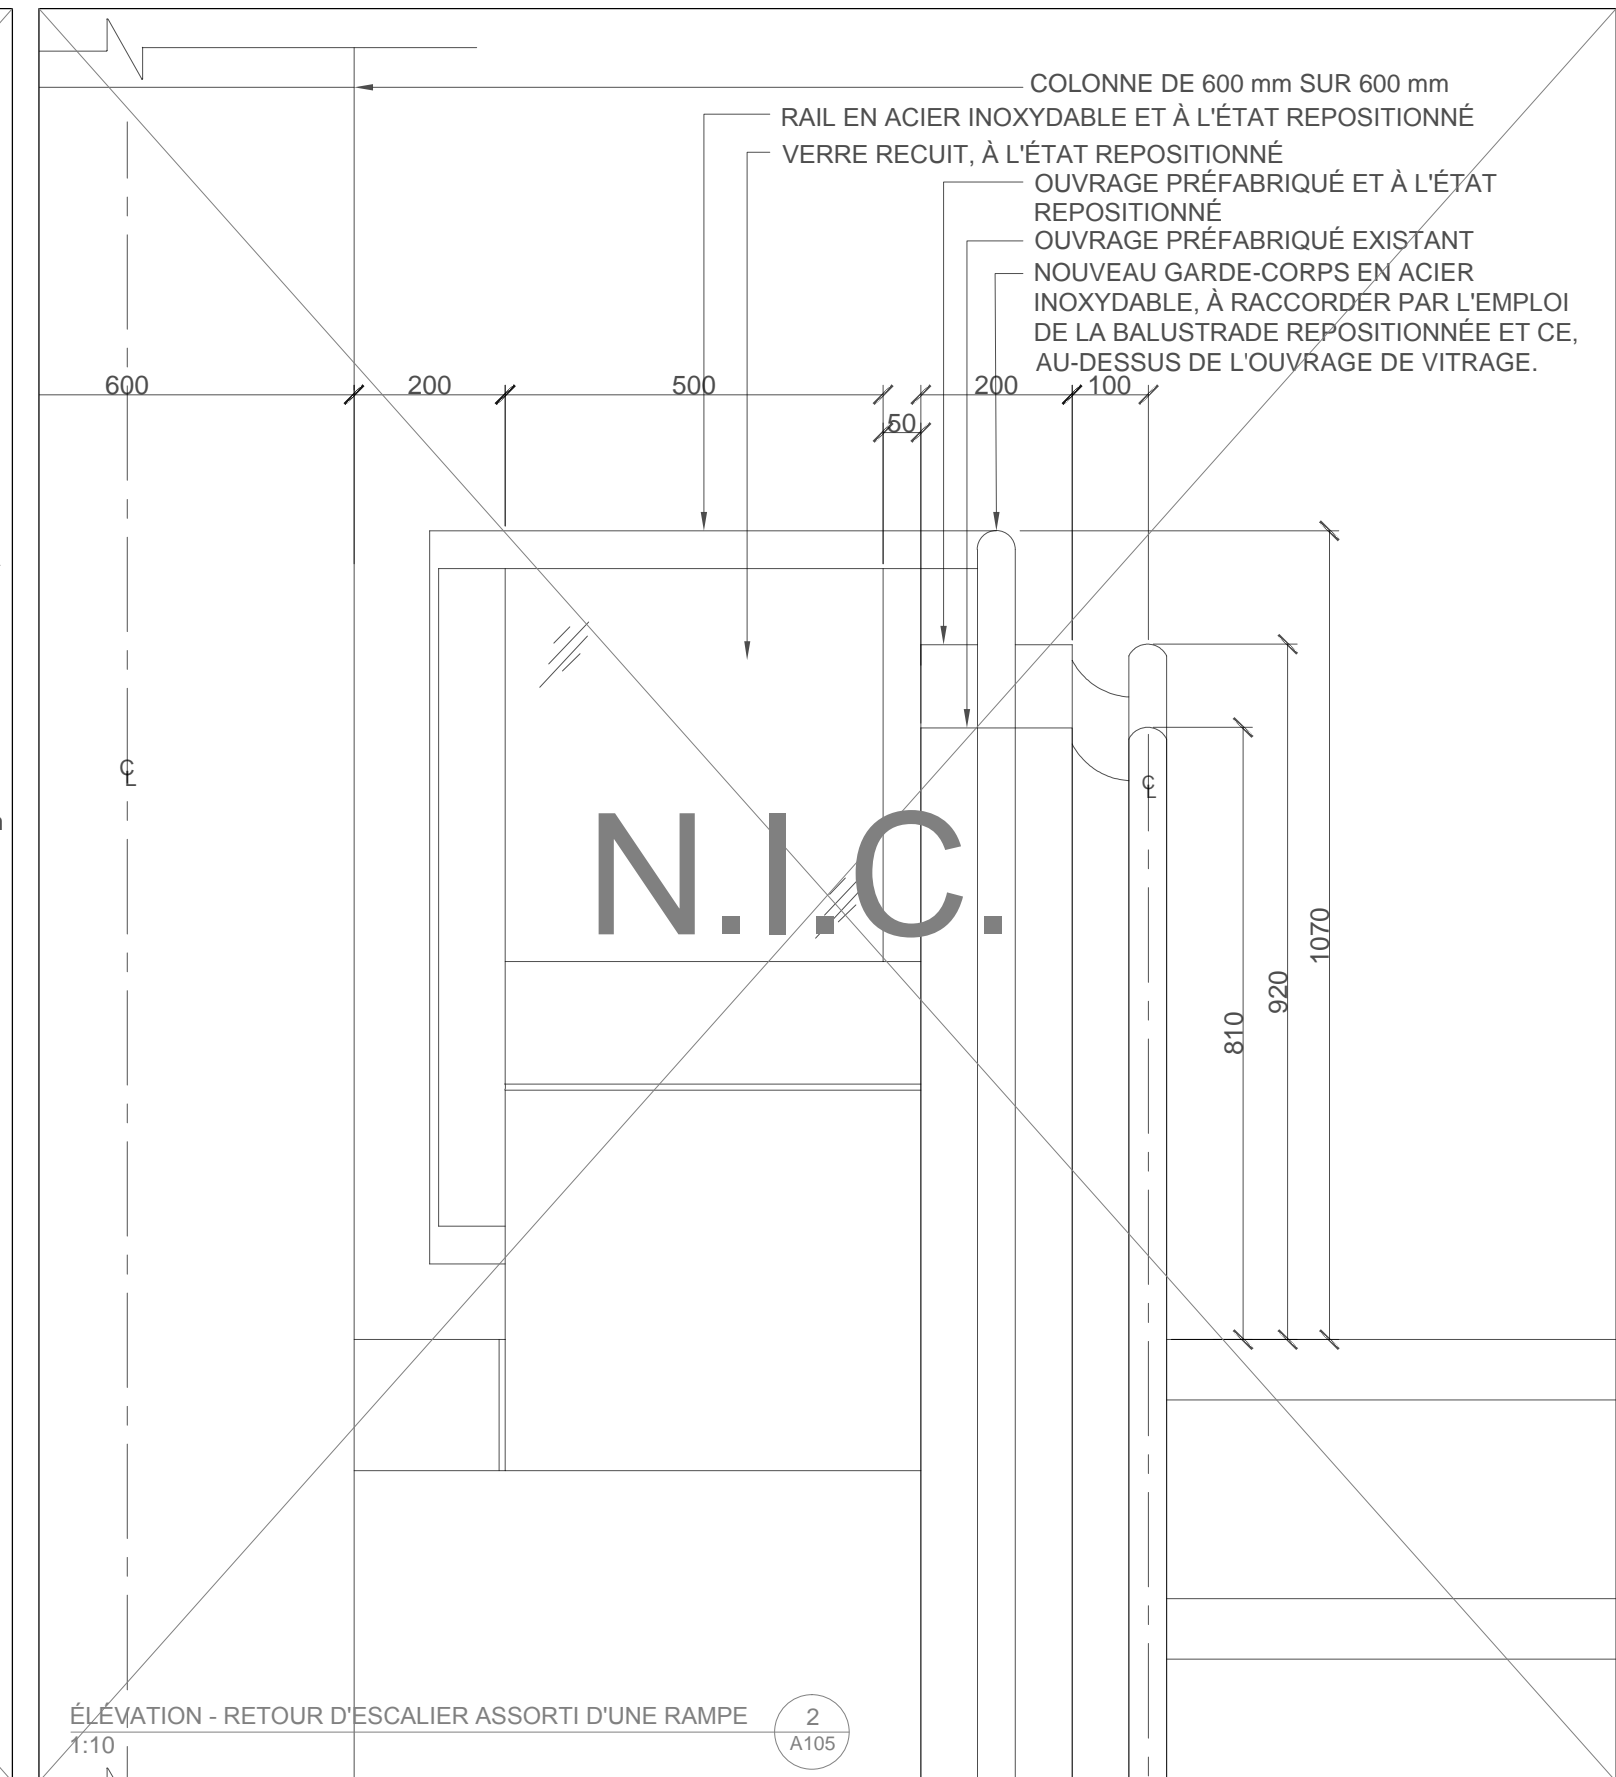 COLONNE DE 600 mm SUR 600 mm
RAIL EN ACIER INOXYDABLE ET À L'ÉTAT REPOSITIONNÉ
VERRE RECUIT, À L'ÉTAT REPOSITIONNÉ
OUVRAGE PRÉFABRIQUÉ ET À L'ÉTAT
REPOSITIONNÉ
OUVRAGE PRÉFABRIQUÉ EXISTANT
NOUVEAU GARDE-CORPS EN ACIER
INOXYDABLE, À RACCORDER PAR L'EMPLOI
DE LA BALUSTRADE REPOSITIONNÉE ET CE,
AU-DESSUS DE L'OUVRAGE DE VITRAGE.
600 200 500 200 100
50
℄
℄
N.I.C.
1070
920
810
ÉLÉVATION - RETOUR D'ESCALIER ASSORTI D'UNE RAMPE 2
1:10 A105